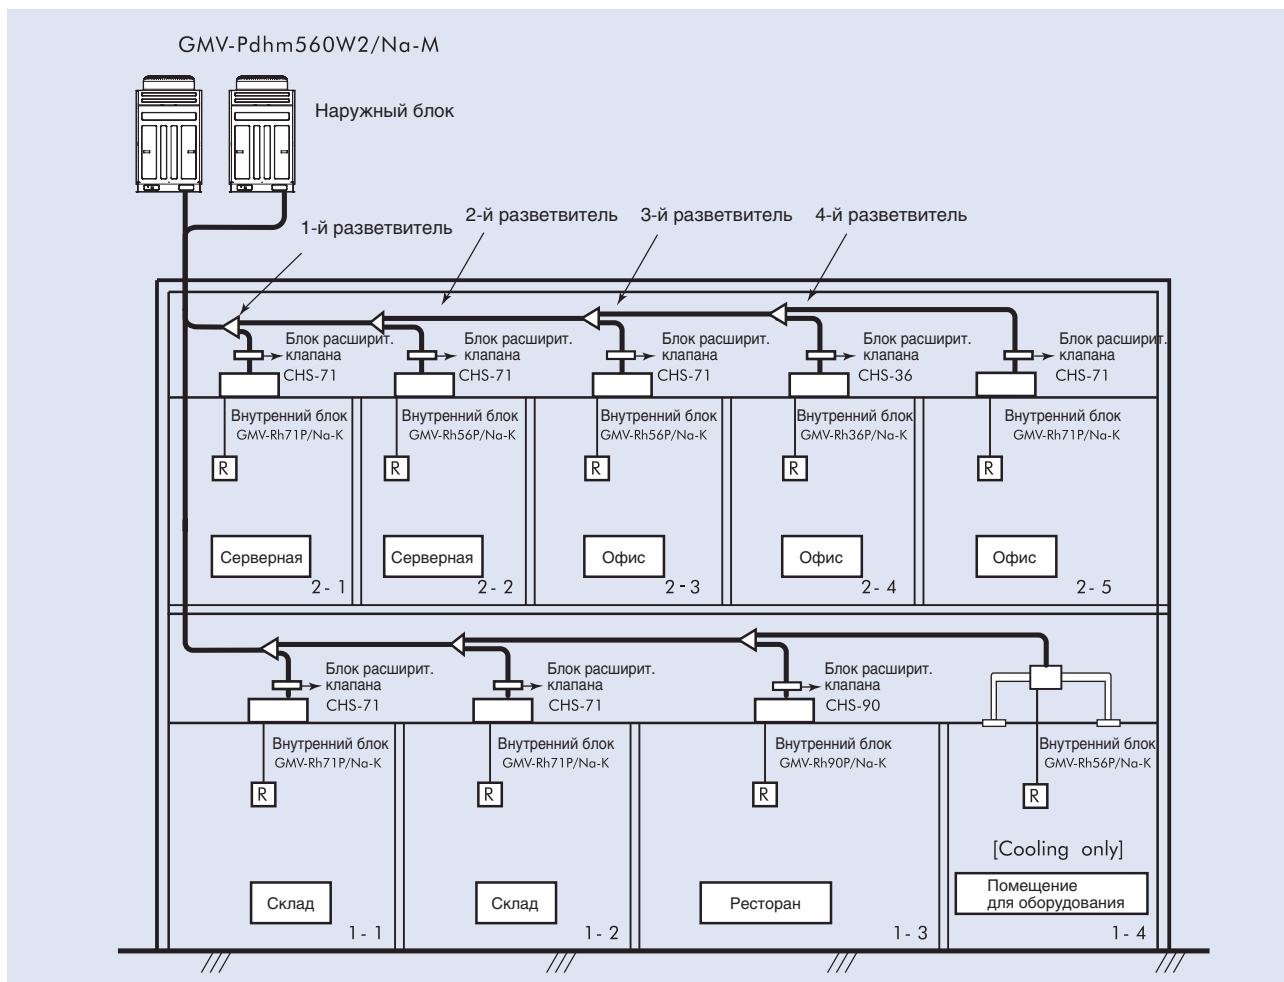 GMV-Pdhm560W2/Na-M
Наружный блок
1-й разветвитель
2-й разветвитель
3-й разветвитель
4-й разветвитель
Блок расширит.
клапана
CHS-71
Блок расширит.
клапана
CHS-71
Блок расширит.
клапана
CHS-71
Блок расширит.
клапана
CHS-36
Блок расширит.
клапана
CHS-71
Внутренний блок
GMV-Rh71P/Na-K
R
Серверная
2-1
Внутренний блок
GMV-Rh56P/Na-K
R
Серверная
2-2
Внутренний блок
GMV-Rh56P/Na-K
R
Офис
2-3
Внутренний блок
GMV-Rh36P/Na-K
R
Офис
2-4
Внутренний блок
GMV-Rh71P/Na-K
R
Офис
2-5
Блок расширит.
клапана
CHS-71
Блок расширит.
клапана
CHS-71
Блок расширит.
клапана
CHS-90
Внутренний блок
GMV-Rh71P/Na-K
R
Склад
1-1
Внутренний блок
GMV-Rh71P/Na-K
R
Склад
1-2
Внутренний блок
GMV-Rh90P/Na-K
R
Ресторан
1-3
Внутренний блок
GMV-Rh56P/Na-K
R
[Cooling only]
Помещение
для оборудования
1-4